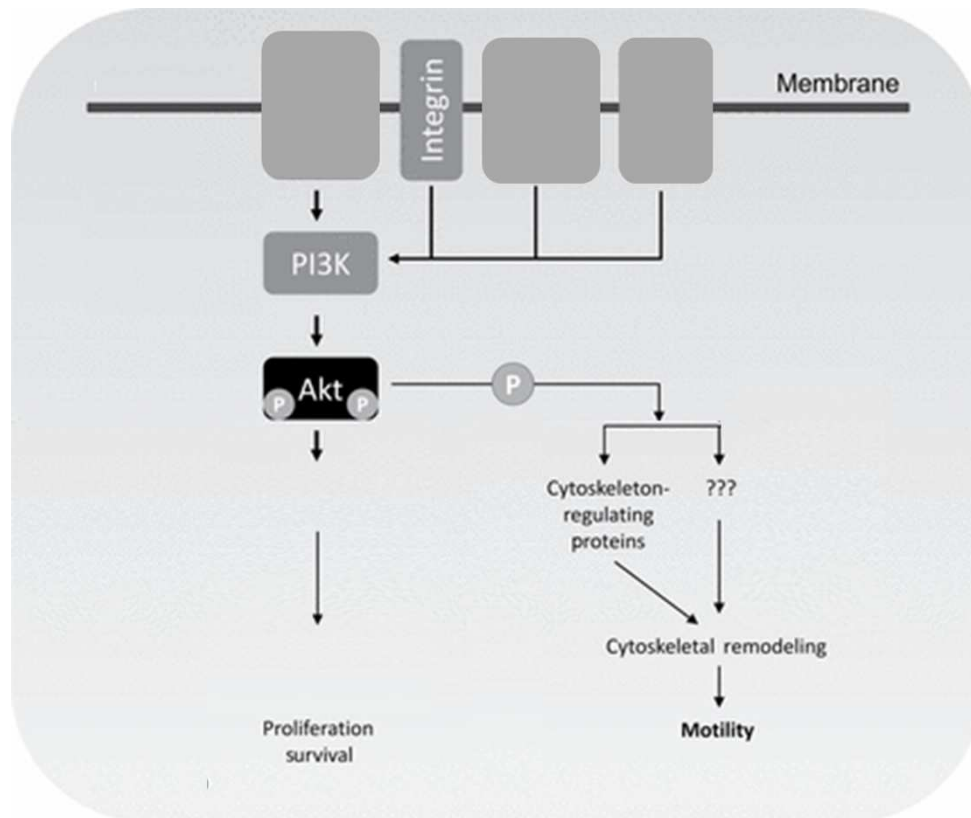 Membrane
Integrin
PI3K
Akt
P
P
P
Cytoskeleton-
regulating
proteins
???
Cytoskeletal remodeling
Motility
Proliferation
survival